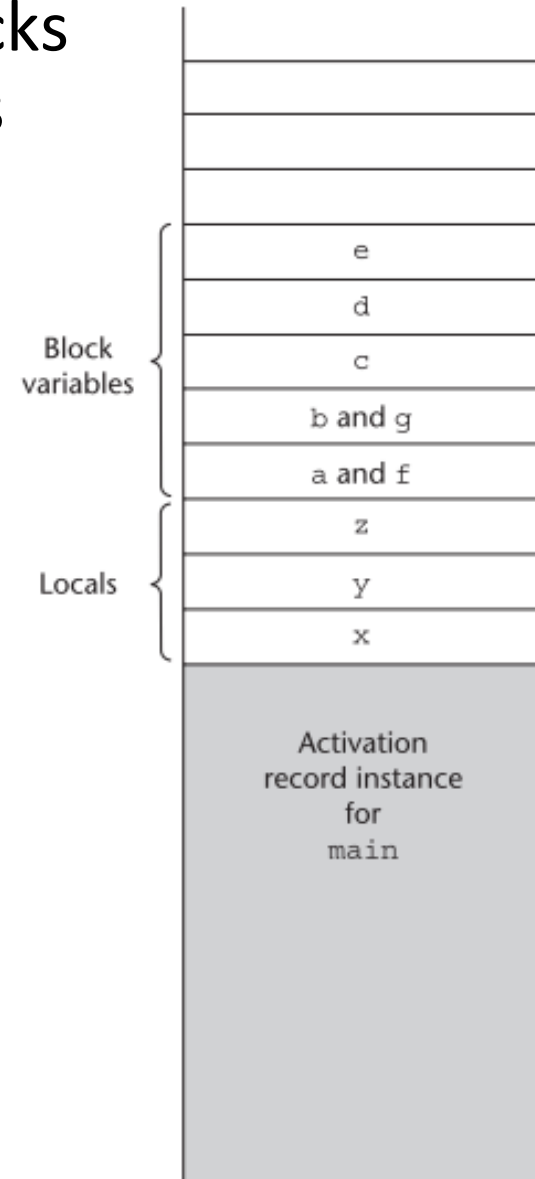 cks
s
e
d
Block
variables
c
b and g
a and f
z
Locals
y
x
Activation
record instance
for
main